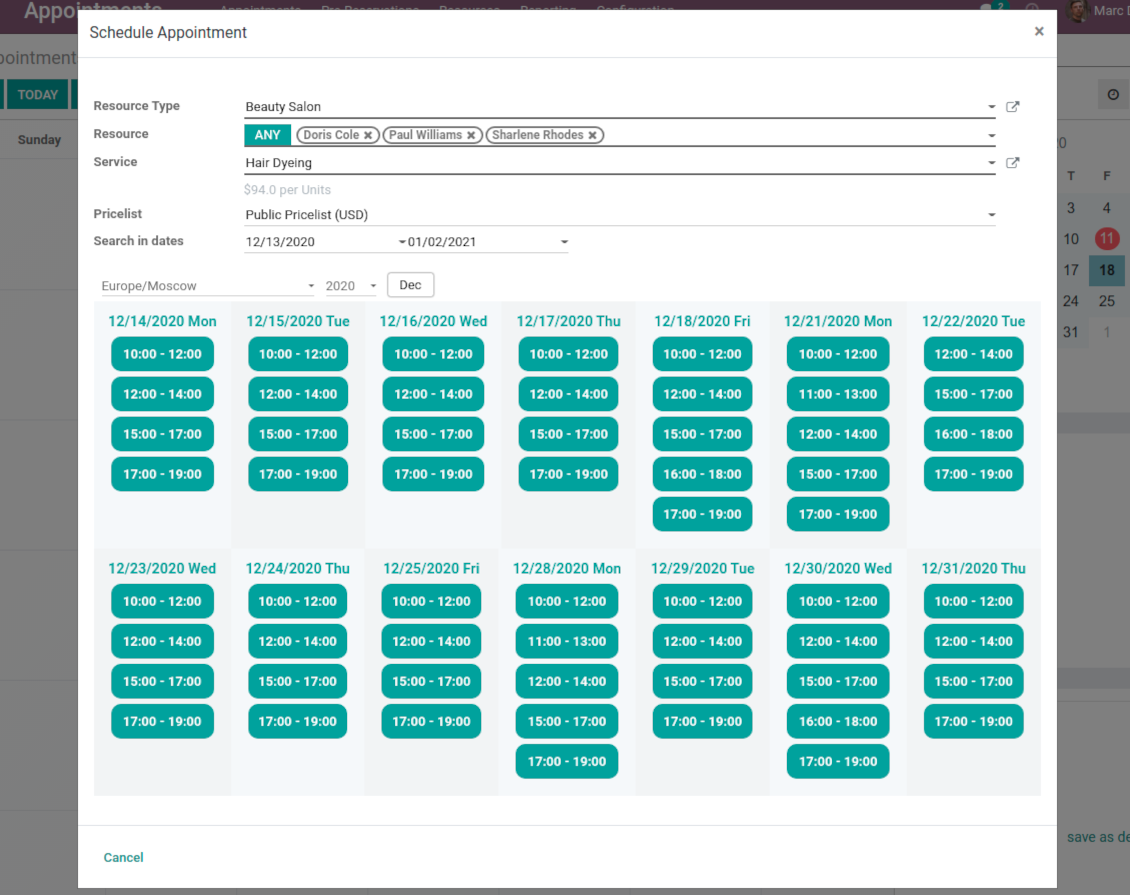 Appointments Appointments Pre-Reservations Resources Reporting Configuration 2 Marc
Schedule Appointment ×
TODAY
Sunday
Resource Type Beauty Salon
Resource ANY Doris Cole × Paul Williams × Sharlene Rhodes ×
Service Hair Dyeing
$94.0 per Units
Pricelist Public Pricelist (USD)
Search in dates 12/13/2020 01/02/2021
Europe/Moscow 2020 Dec
T F
3 4
10 11
17 18
24 25
31 1
12/14/2020 Mon 12/15/2020 Tue 12/16/2020 Wed 12/17/2020 Thu 12/18/2020 Fri 12/21/2020 Mon 12/22/2020 Tue
10:00 - 12:00 10:00 - 12:00 10:00 - 12:00 10:00 - 12:00 10:00 - 12:00 10:00 - 12:00 12:00 - 14:00
12:00 - 14:00 12:00 - 14:00 12:00 - 14:00 12:00 - 14:00 12:00 - 14:00 11:00 - 13:00 15:00 - 17:00
15:00 - 17:00 15:00 - 17:00 15:00 - 17:00 15:00 - 17:00 15:00 - 17:00 12:00 - 14:00 16:00 - 18:00
17:00 - 19:00 17:00 - 19:00 17:00 - 19:00 17:00 - 19:00 16:00 - 18:00 15:00 - 17:00 17:00 - 19:00
17:00 - 19:00 17:00 - 19:00
12/23/2020 Wed 12/24/2020 Thu 12/25/2020 Fri 12/28/2020 Mon 12/29/2020 Tue 12/30/2020 Wed 12/31/2020 Thu
10:00 - 12:00 10:00 - 12:00 10:00 - 12:00 10:00 - 12:00 10:00 - 12:00 10:00 - 12:00 10:00 - 12:00
12:00 - 14:00 12:00 - 14:00 12:00 - 14:00 11:00 - 13:00 12:00 - 14:00 12:00 - 14:00 12:00 - 14:00
15:00 - 17:00 15:00 - 17:00 15:00 - 17:00 12:00 - 14:00 15:00 - 17:00 15:00 - 17:00 15:00 - 17:00
17:00 - 19:00 17:00 - 19:00 17:00 - 19:00 15:00 - 17:00 17:00 - 19:00 16:00 - 18:00 17:00 - 19:00
17:00 - 19:00 17:00 - 19:00
save as
Cancel